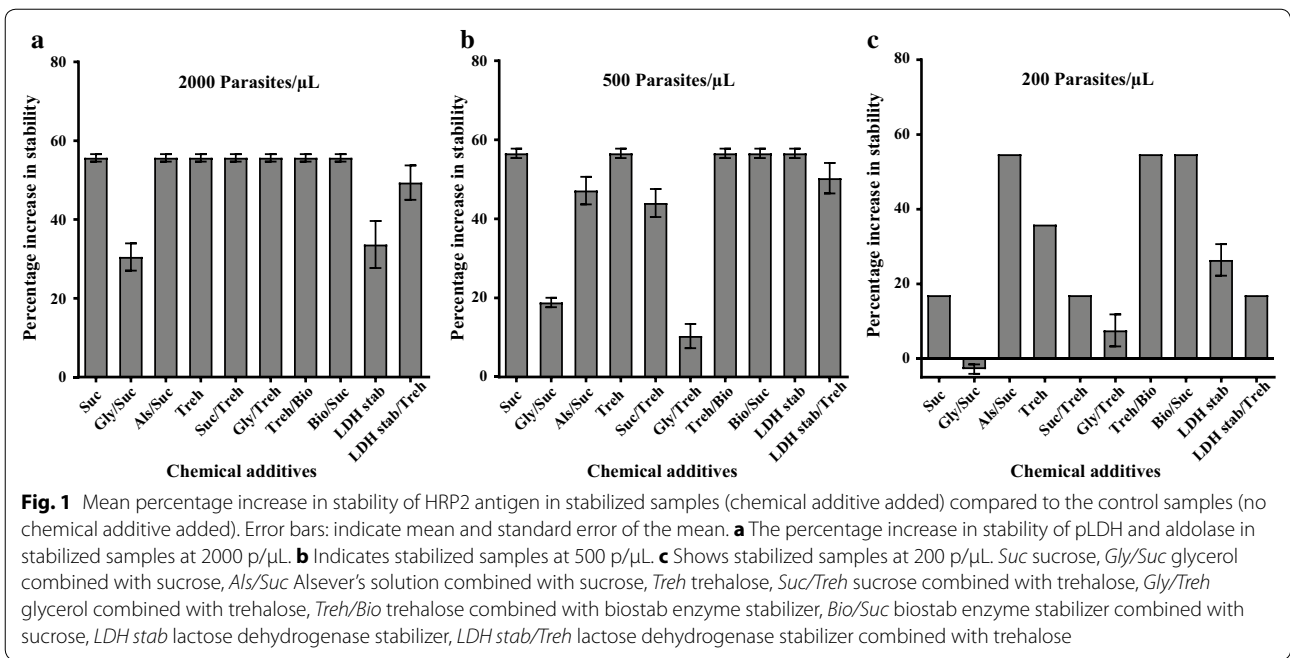 a
80
60
40
20
0
2000 Parasites/µL
Percentage increase in stability
Suc
Gly/Suc
Als/Suc
Treh
Suc/Treh
Gly/Treh
Treh/Bio
Bio/Suc
LDH stab
LDH stab/Treh
Chemical additives
b
80
60
40
20
0
500 Parasites/µL
Percentage increase in stability
Suc
Gly/Suc
Als/Suc
Treh
Suc/Treh
Gly/Treh
Treh/Bio
Bio/Suc
LDH stab
LDH stab/Treh
Chemical additives
c
80
60
40
20
0
200 Parasites/µL
Percentage increase in stability
Suc
Gly/Suc
Als/Suc
Treh
Suc/Treh
Gly/Treh
Treh/Bio
Bio/Suc
LDH stab
LDH stab/Treh
Chemical additives
Fig. 1 Mean percentage increase in stability of HRP2 antigen in stabilized samples (chemical additive added) compared to the control samples (no
chemical additive added). Error bars: indicate mean and standard error of the mean. a The percentage increase in stability of pLDH and aldolase in
stabilized samples at 2000 p/µL. b Indicates stabilized samples at 500 p/µL. c Shows stabilized samples at 200 p/µL. Suc sucrose, Gly/Suc glycerol
combined with sucrose, Als/Suc Alsever's solution combined with sucrose, Treh trehalose, Suc/Treh sucrose combined with trehalose, Gly/Treh
glycerol combined with trehalose, Treh/Bio trehalose combined with biostab enzyme stabilizer, Bio/Suc biostab enzyme stabilizer combined with
sucrose, LDH stab lactose dehydrogenase stabilizer, LDH stab/Treh lactose dehydrogenase stabilizer combined with trehalose